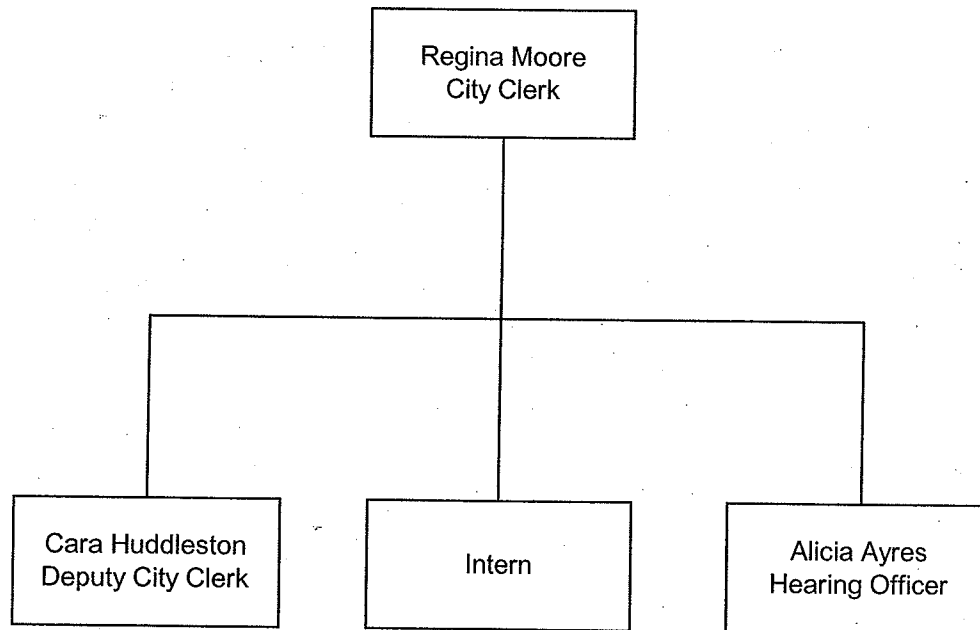 Regina Moore
City Clerk
Cara Huddleston
Deputy City Clerk
Intern
Alicia Ayres
Hearing Officer